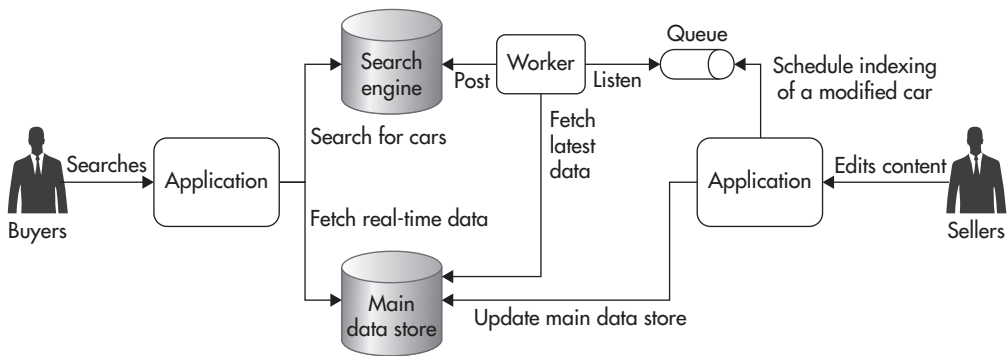 Queue
Search
engine
Worker
Post
Listen
Schedule indexing
of a modified car
Search for cars
Fetch
latest
data
Searches
Application
Application
Edits content
Buyers
Fetch real-time data
Sellers
Main
data store
Update main data store